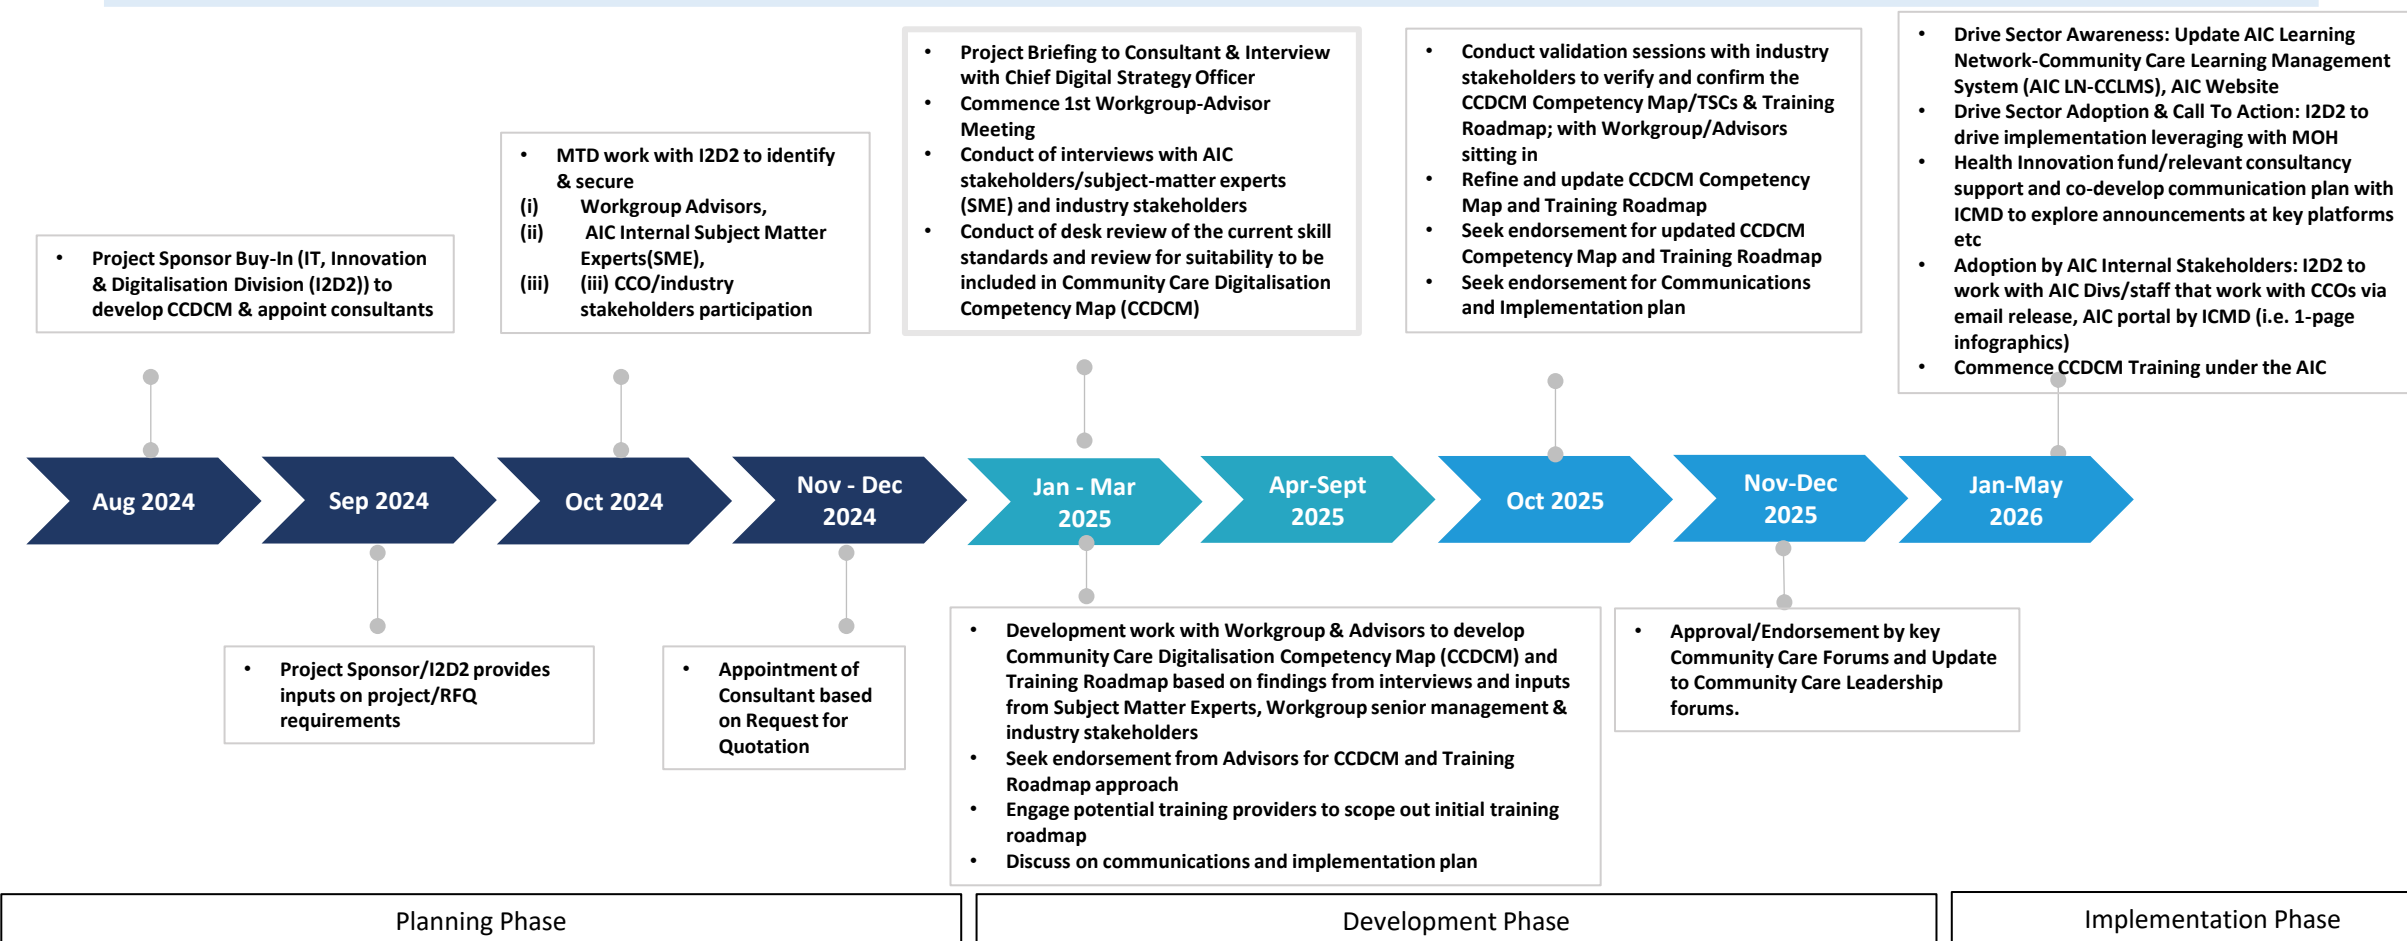 • Project Sponsor Buy-In (IT, Innovation
& Digitalisation Division (I2D2)) to
develop CCDCM & appoint consultants
• MTD work with I2D2 to identify
& secure
(i) Workgroup Advisors,
(ii) AIC Internal Subject Matter
Experts(SME),
(iii) (iii) CCO/industry
stakeholders participation
• Project Briefing to Consultant & Interview
with Chief Digital Strategy Officer
• Commence 1st Workgroup-Advisor
Meeting
• Conduct of interviews with AIC
stakeholders/subject-matter experts
(SME) and industry stakeholders
• Conduct of desk review of the current skill
standards and review for suitability to be
included in Community Care Digitalisation
Competency Map (CCDCM)
• Conduct validation sessions with industry
stakeholders to verify and confirm the
CCDCM Competency Map/TSCs & Training
Roadmap; with Workgroup/Advisors
sitting in
• Refine and update CCDCM Competency
Map and Training Roadmap
• Seek endorsement for updated CCDCM
Competency Map and Training Roadmap
• Seek endorsement for Communications
and Implementation plan
• Drive Sector Awareness: Update AIC Learning
Network-Community Care Learning Management
System (AIC LN-CCLMS), AIC Website
• Drive Sector Adoption & Call To Action: I2D2 to
drive implementation leveraging with MOH
• Health Innovation fund/relevant consultancy
support and co-develop communication plan with
ICMD to explore announcements at key platforms
etc
• Adoption by AIC Internal Stakeholders: I2D2 to
work with AIC Divs/staff that work with CCOs via
email release, AIC portal by ICMD (i.e. 1-page
infographics)
• Commence CCDCM Training under the AIC
Aug 2024
Sep 2024
Oct 2024
Nov - Dec
2024
Jan - Mar
2025
Apr-Sept
2025
Oct 2025
Nov-Dec
2025
Jan-May
2026
• Project Sponsor/I2D2 provides
inputs on project/RFQ
requirements
• Appointment of
Consultant based
on Request for
Quotation
• Development work with Workgroup & Advisors to develop
Community Care Digitalisation Competency Map (CCDCM) and
Training Roadmap based on findings from interviews and inputs
from Subject Matter Experts, Workgroup senior management &
industry stakeholders
• Seek endorsement from Advisors for CCDCM and Training
Roadmap approach
• Engage potential training providers to scope out initial training
roadmap
• Discuss on communications and implementation plan
• Approval/Endorsement by key
Community Care Forums and Update
to Community Care Leadership
forums.
Planning Phase
Development Phase
Implementation Phase